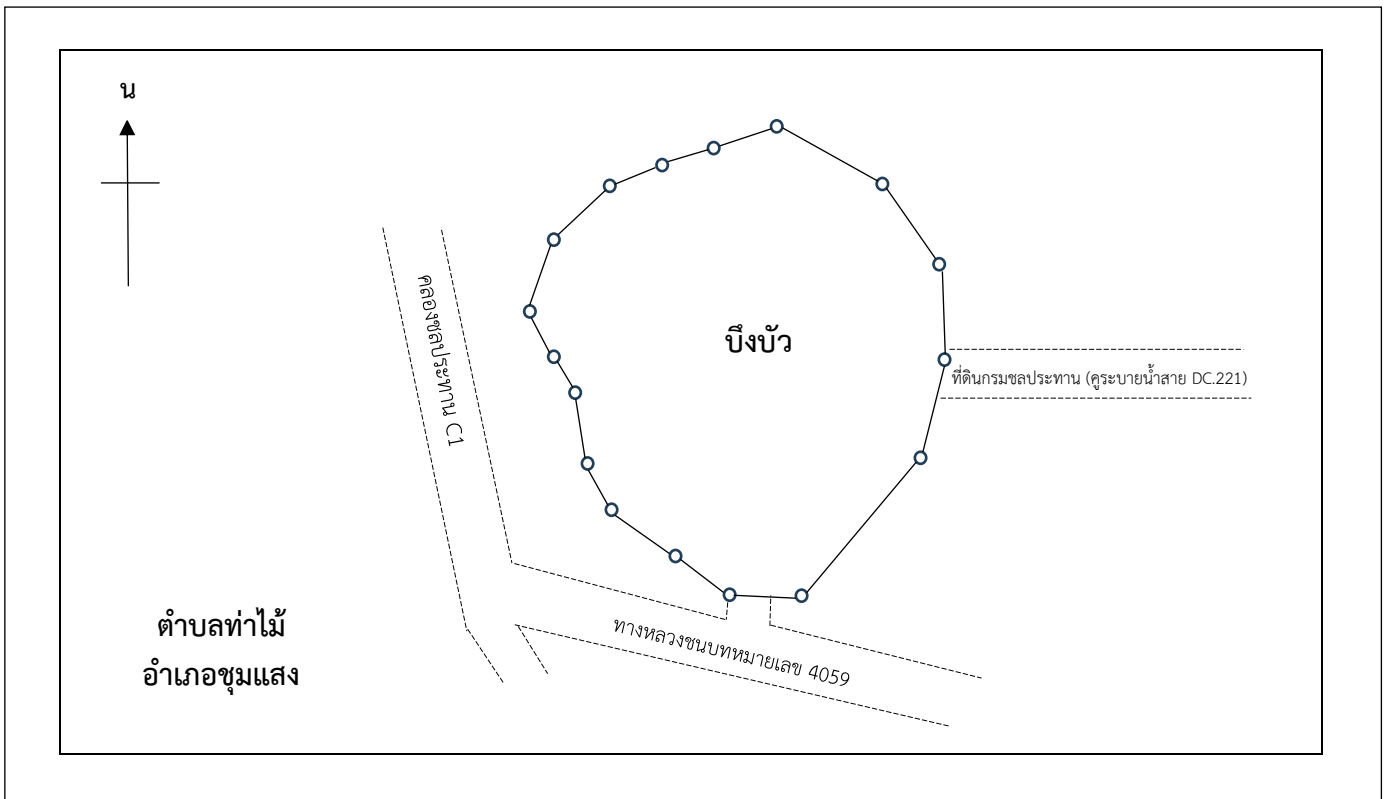 น
คลองชลประทาน C1
บึงบัว
ที่ดินกรมชลประทาน (คูระบายน้ำสาย DC.221)
ทางหลวงชนบทหมายเลข 4059
ตำบลท่าไม้
อำเภอชุมแสง